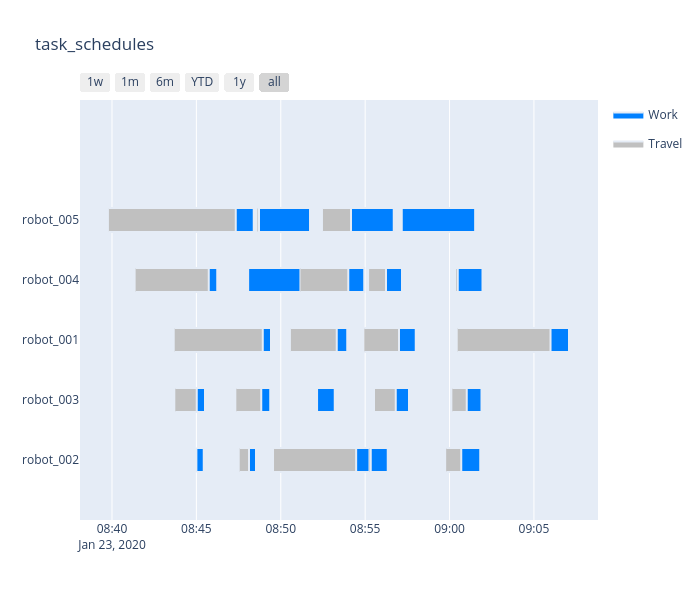 task_schedules
1w 1m 6m YTD 1y all
Work
Travel
robot_005
robot_004
robot_001
robot_003
robot_002
08:40 08:45 08:50 08:55 09:00 09:05
Jan 23, 2020